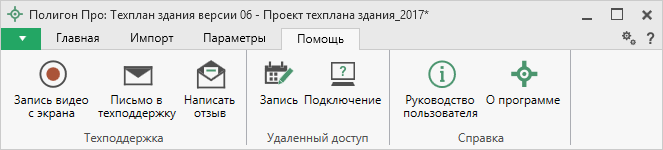 Полигон Про: Техплан здания версии 06 - Проект техплана здания_2017*
Главная Импорт Параметры Помощь
?
Запись видео с экрана
Письмо в техподдержку
Написать отзыв
Запись
?
Подключение
Руководство пользователя
О программе
Техподдержка
Удаленный доступ
Справка